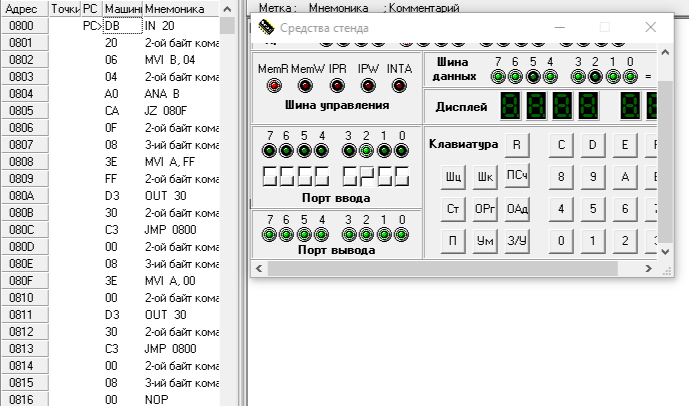 Адрес Точки PC Машинн Мнемоника
0800 PC> DB IN 20
0801 20 2-ой байт кома
0802 06 MVI B, 04
0803 04 2-ой байт кома
0804 A0 ANA B
0805 CA JZ 080F
0806 0F 2-ой байт кома
0807 08 3-ий байт кома
0808 3E MVI A, FF
0809 FF 2-ой байт кома
080A D3 OUT 30
080B 30 2-ой байт кома
080C C3 JMP 0800
080D 00 2-ой байт кома
080E 08 3-ий байт кома
080F 3E MVI A, 00
0810 00 2-ой байт кома
0811 D3 OUT 30
0812 30 2-ой байт кома
0813 C3 JMP 0800
0814 00 2-ой байт кома
0815 08 3-ий байт кома
0816 00 NOP
Метка : Мнемоника ; Комментарий
Средства стенда
MemR MemW IPR IPW INTA
Шина управления
7 6 5 4 3 2 1 0
Порт ввода
7 6 5 4 3 2 1 0
Порт вывода
Шина данных
7 6 5 4 3 2 1 0 =
Дисплей
Клавиатура R C D E F
Шц Шк ПСч 8 9 A B
Ст ОРг ОАд 4 5 6 7
П Ум З/У 0 1 2 3